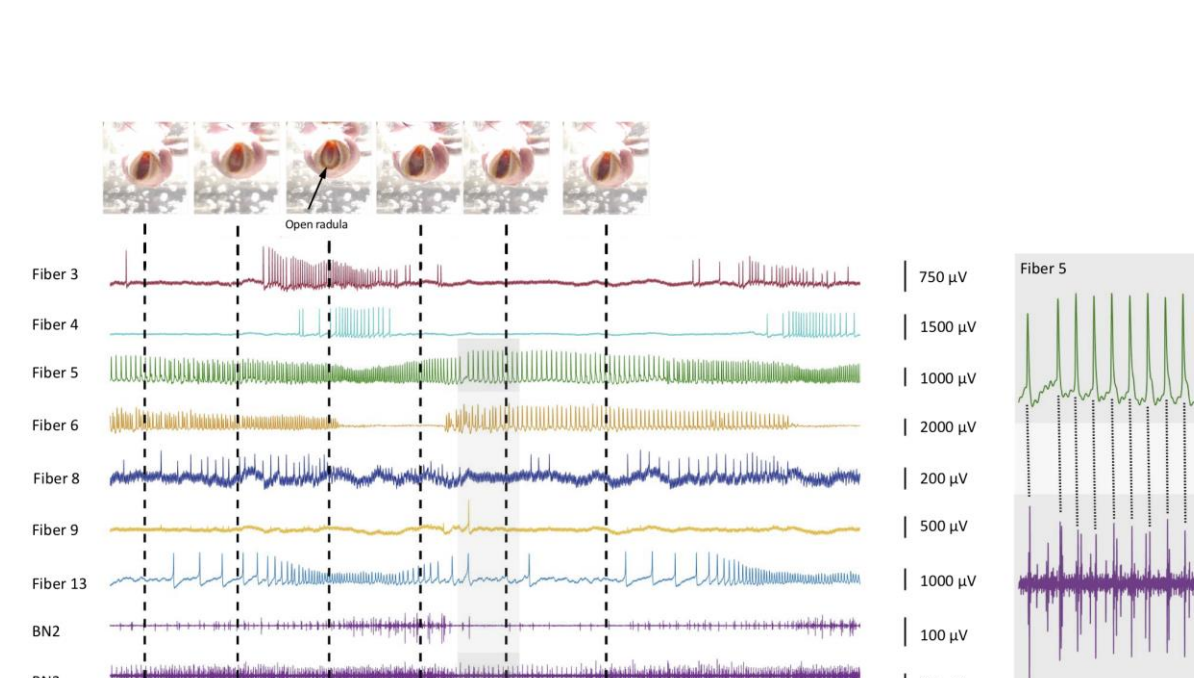 Open radula
Fiber 3
750 µV
Fiber 5
Fiber 4
1500 µV
Fiber 5
1000 µV
Fiber 6
2000 µV
Fiber 8
200 µV
Fiber 9
500 µV
Fiber 13
1000 µV
BN2
100 µV